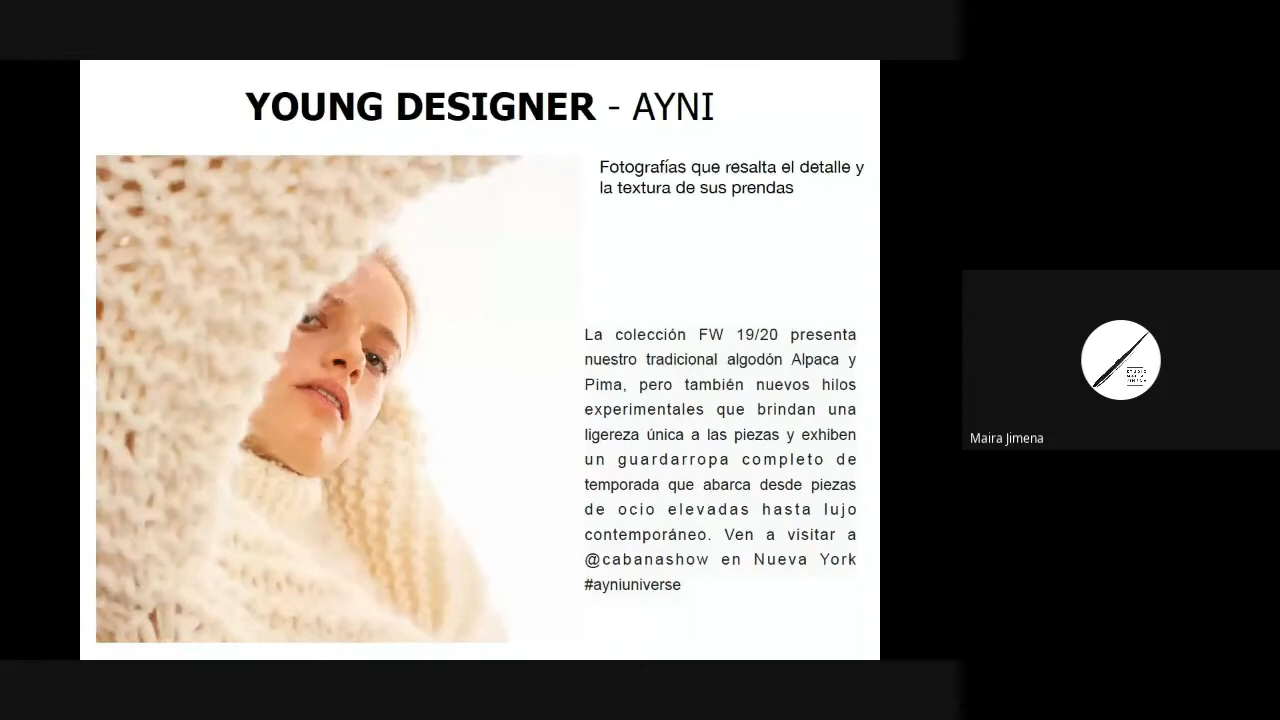 YOUNG DESIGNER - AYNI
Fotografías que resalta el detalle y
la textura de sus prendas
La colección FW 19/20 presenta
nuestro tradicional algodón Alpaca y
Pima, pero también nuevos hilos
experimentales que brindan una
ligereza única a las piezas y exhiben
un guardarropa completo de
temporada que abarca desde piezas
de ocio elevadas hasta lujo
contemporáneo. Ven a visitar a
@cabanashow en Nueva York
#ayniuniverse
Maira Jimena